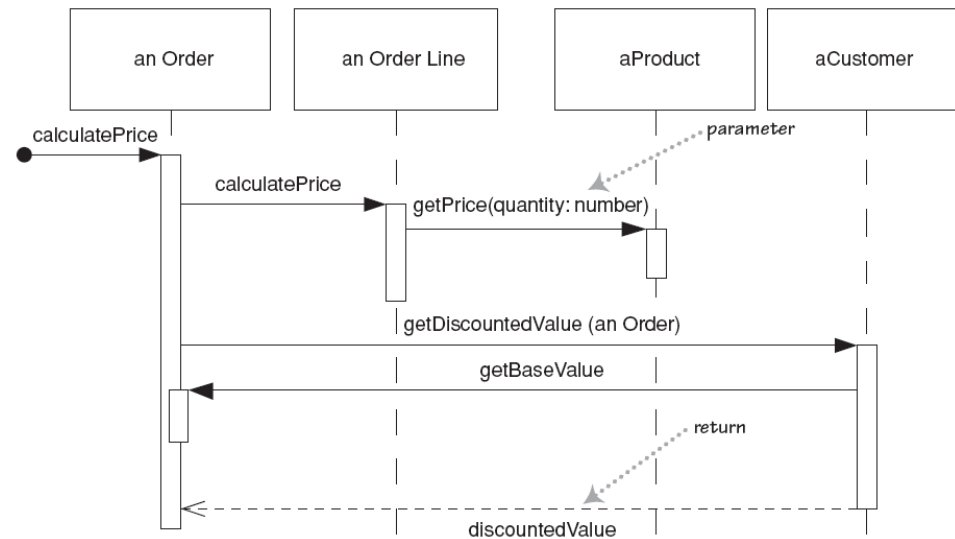 an Order
an Order Line
aProduct
aCustomer
calculatePrice
parameter
calculatePrice
getPrice(quantity: number)
getDiscountedValue (an Order)
getBaseValue
return
discountedValue